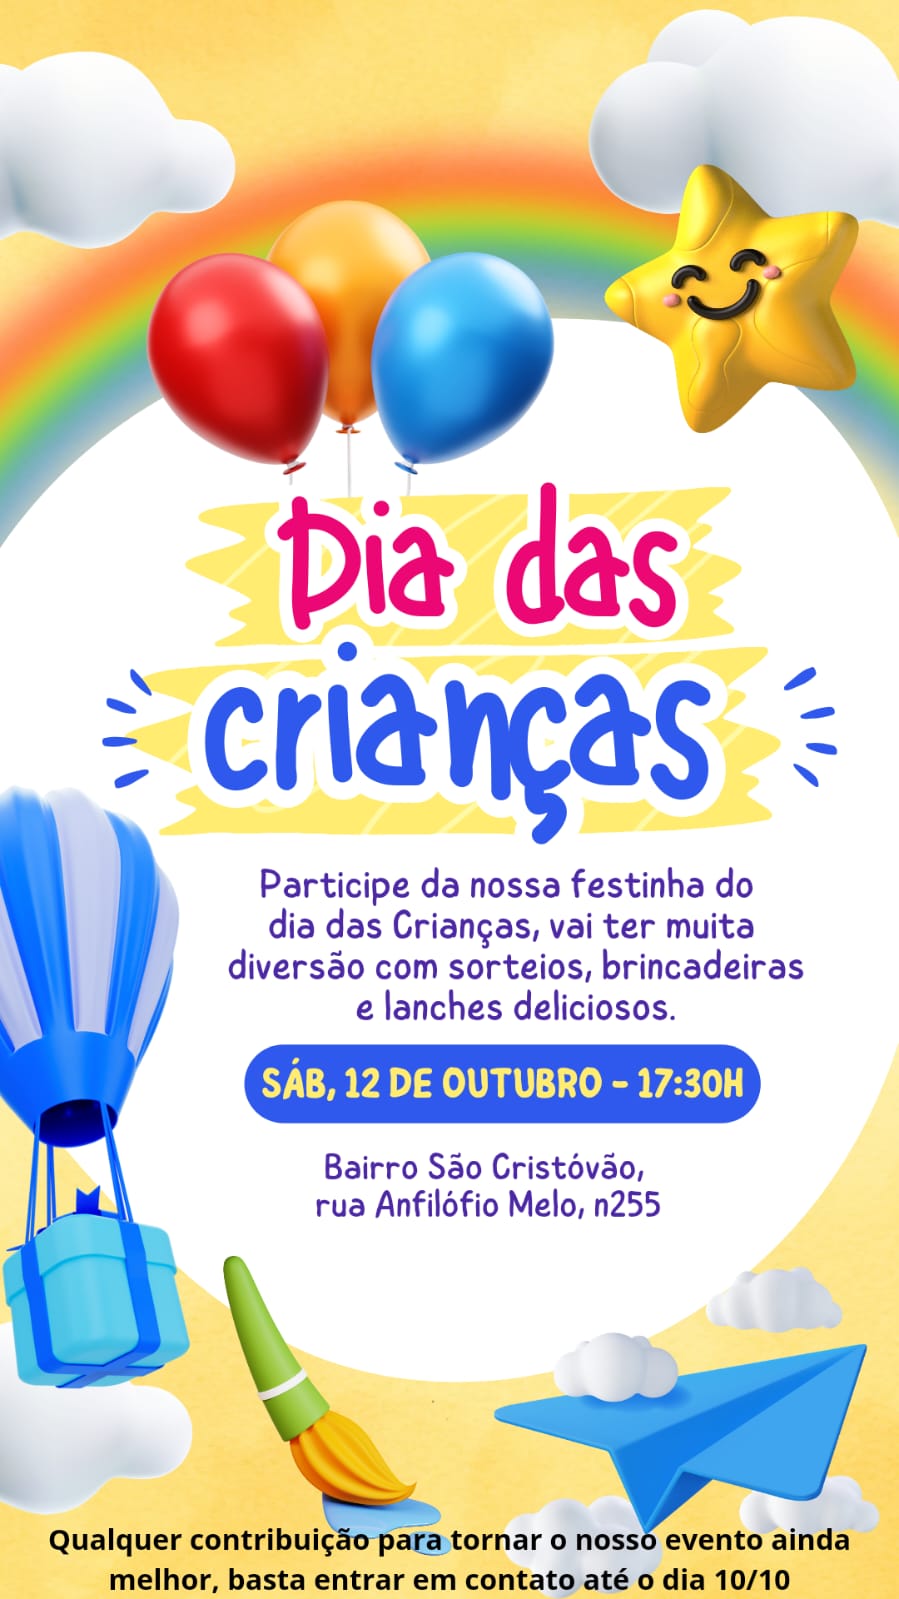 Dia das
crianças
Participe da nossa festinha do
dia das Crianças, vai ter muita
diversão com sorteios, brincadeiras
e lanches deliciosos.
SÁB, 12 DE OUTUBRO - 17:30H
Bairro São Cristóvão,
rua Anfilófio Melo, n255
Qualquer contribuição para tornar o nosso evento ainda
melhor, basta entrar em contato até o dia 10/10